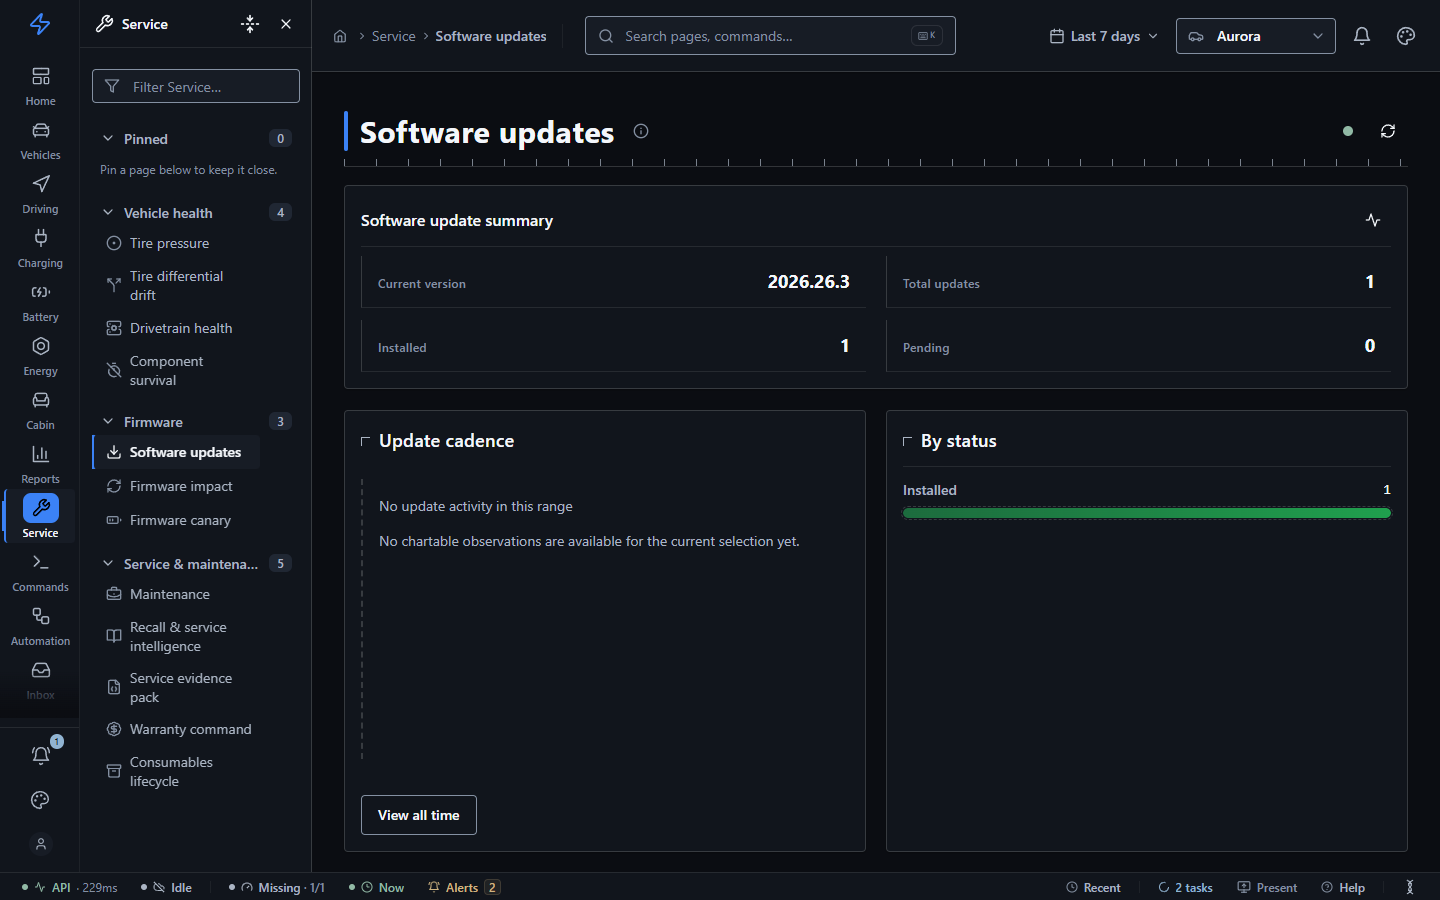 Service
Service
Software updates
Search pages, commands...
K
Last 7 days
Aurora
Home
Vehicles
Driving
Charging
Battery
Energy
Cabin
Reports
Service
Commands
Automation
Inbox
1
Filter Service...
Pinned
0
Pin a page below to keep it close.
Vehicle health
4
Tire pressure
Tire differential
drift
Drivetrain health
Component
survival
Firmware
3
Software updates
Firmware impact
Firmware canary
Service & maintena...
5
Maintenance
Recall & service
intelligence
Service evidence
pack
Warranty command
Consumables
lifecycle
Software updates
Software update summary
Current version
2026.26.3
Total updates
1
Installed
1
Pending
0
Update cadence
No update activity in this range
No chartable observations are available for the current selection yet.
View all time
By status
Installed
1
API · 229ms
Idle
Missing · 1/1
Now
Alerts 2
Recent
2 tasks
Present
Help